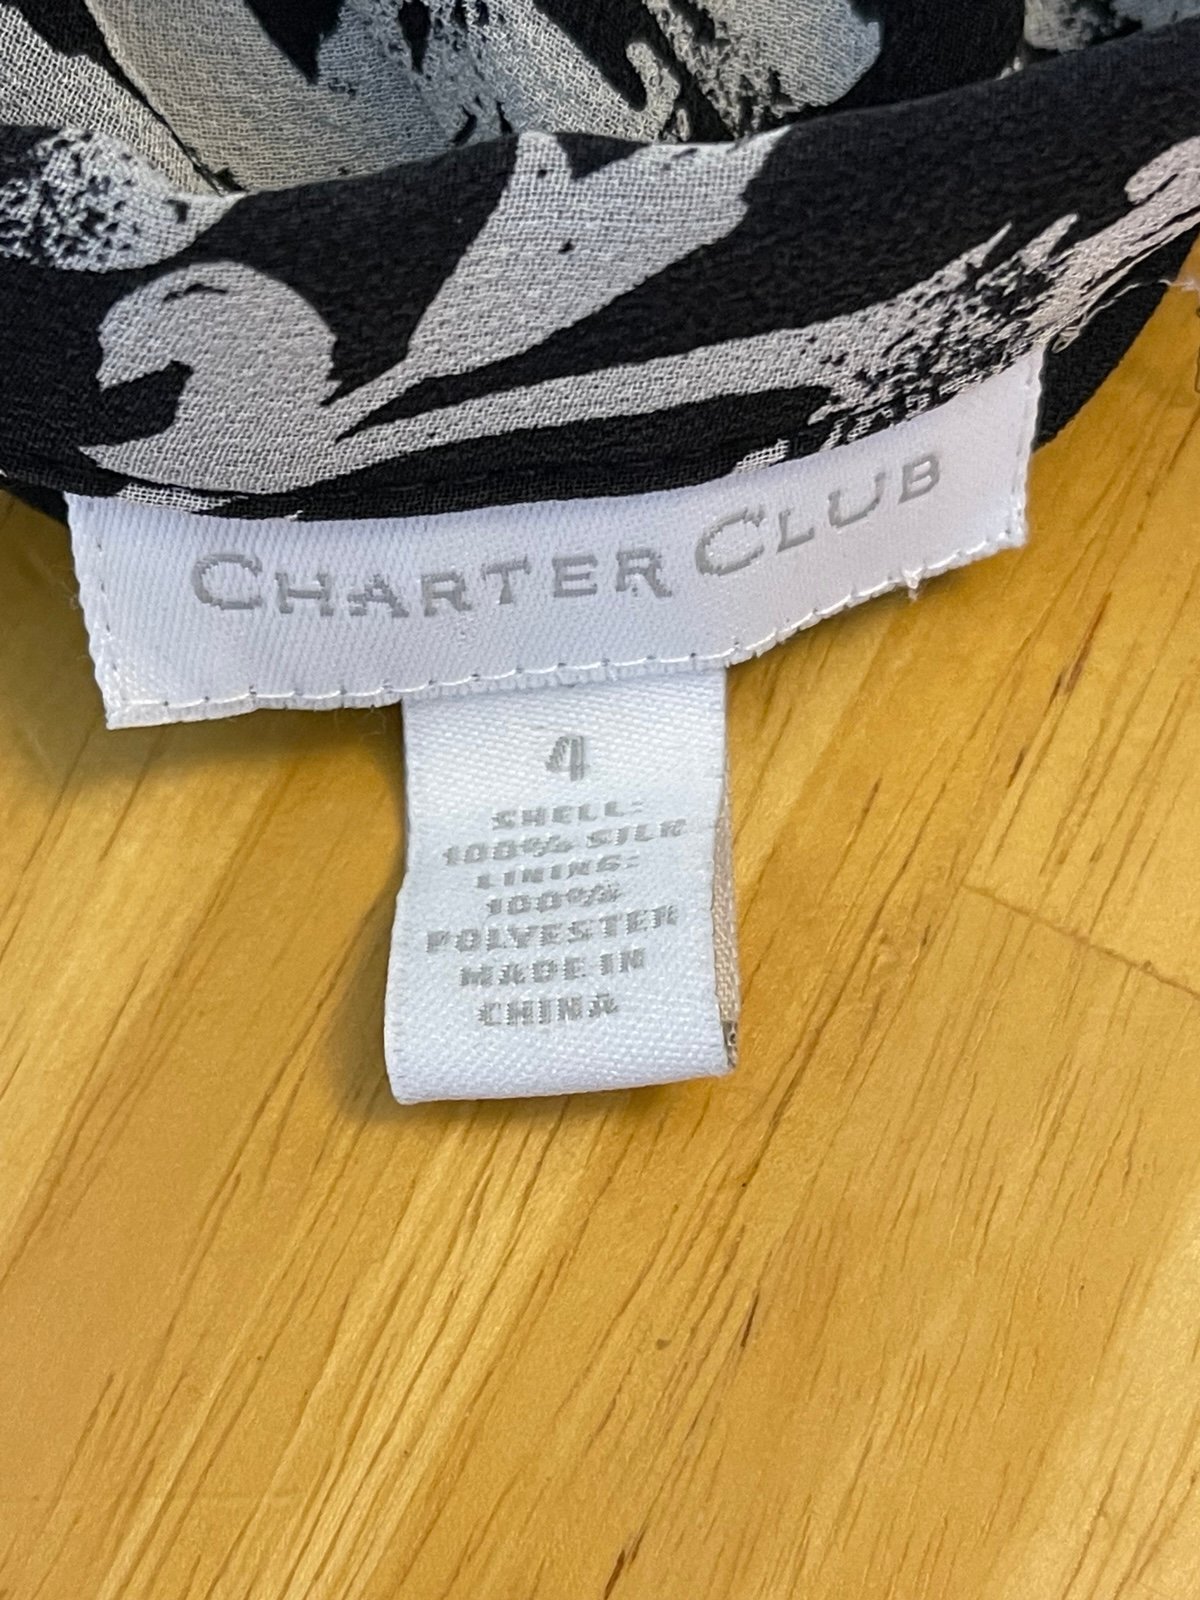 CHARTER CLUB
4
SHELL:
100% SILK
LINING:
100%
POLYESTER
MADE IN
CHINA